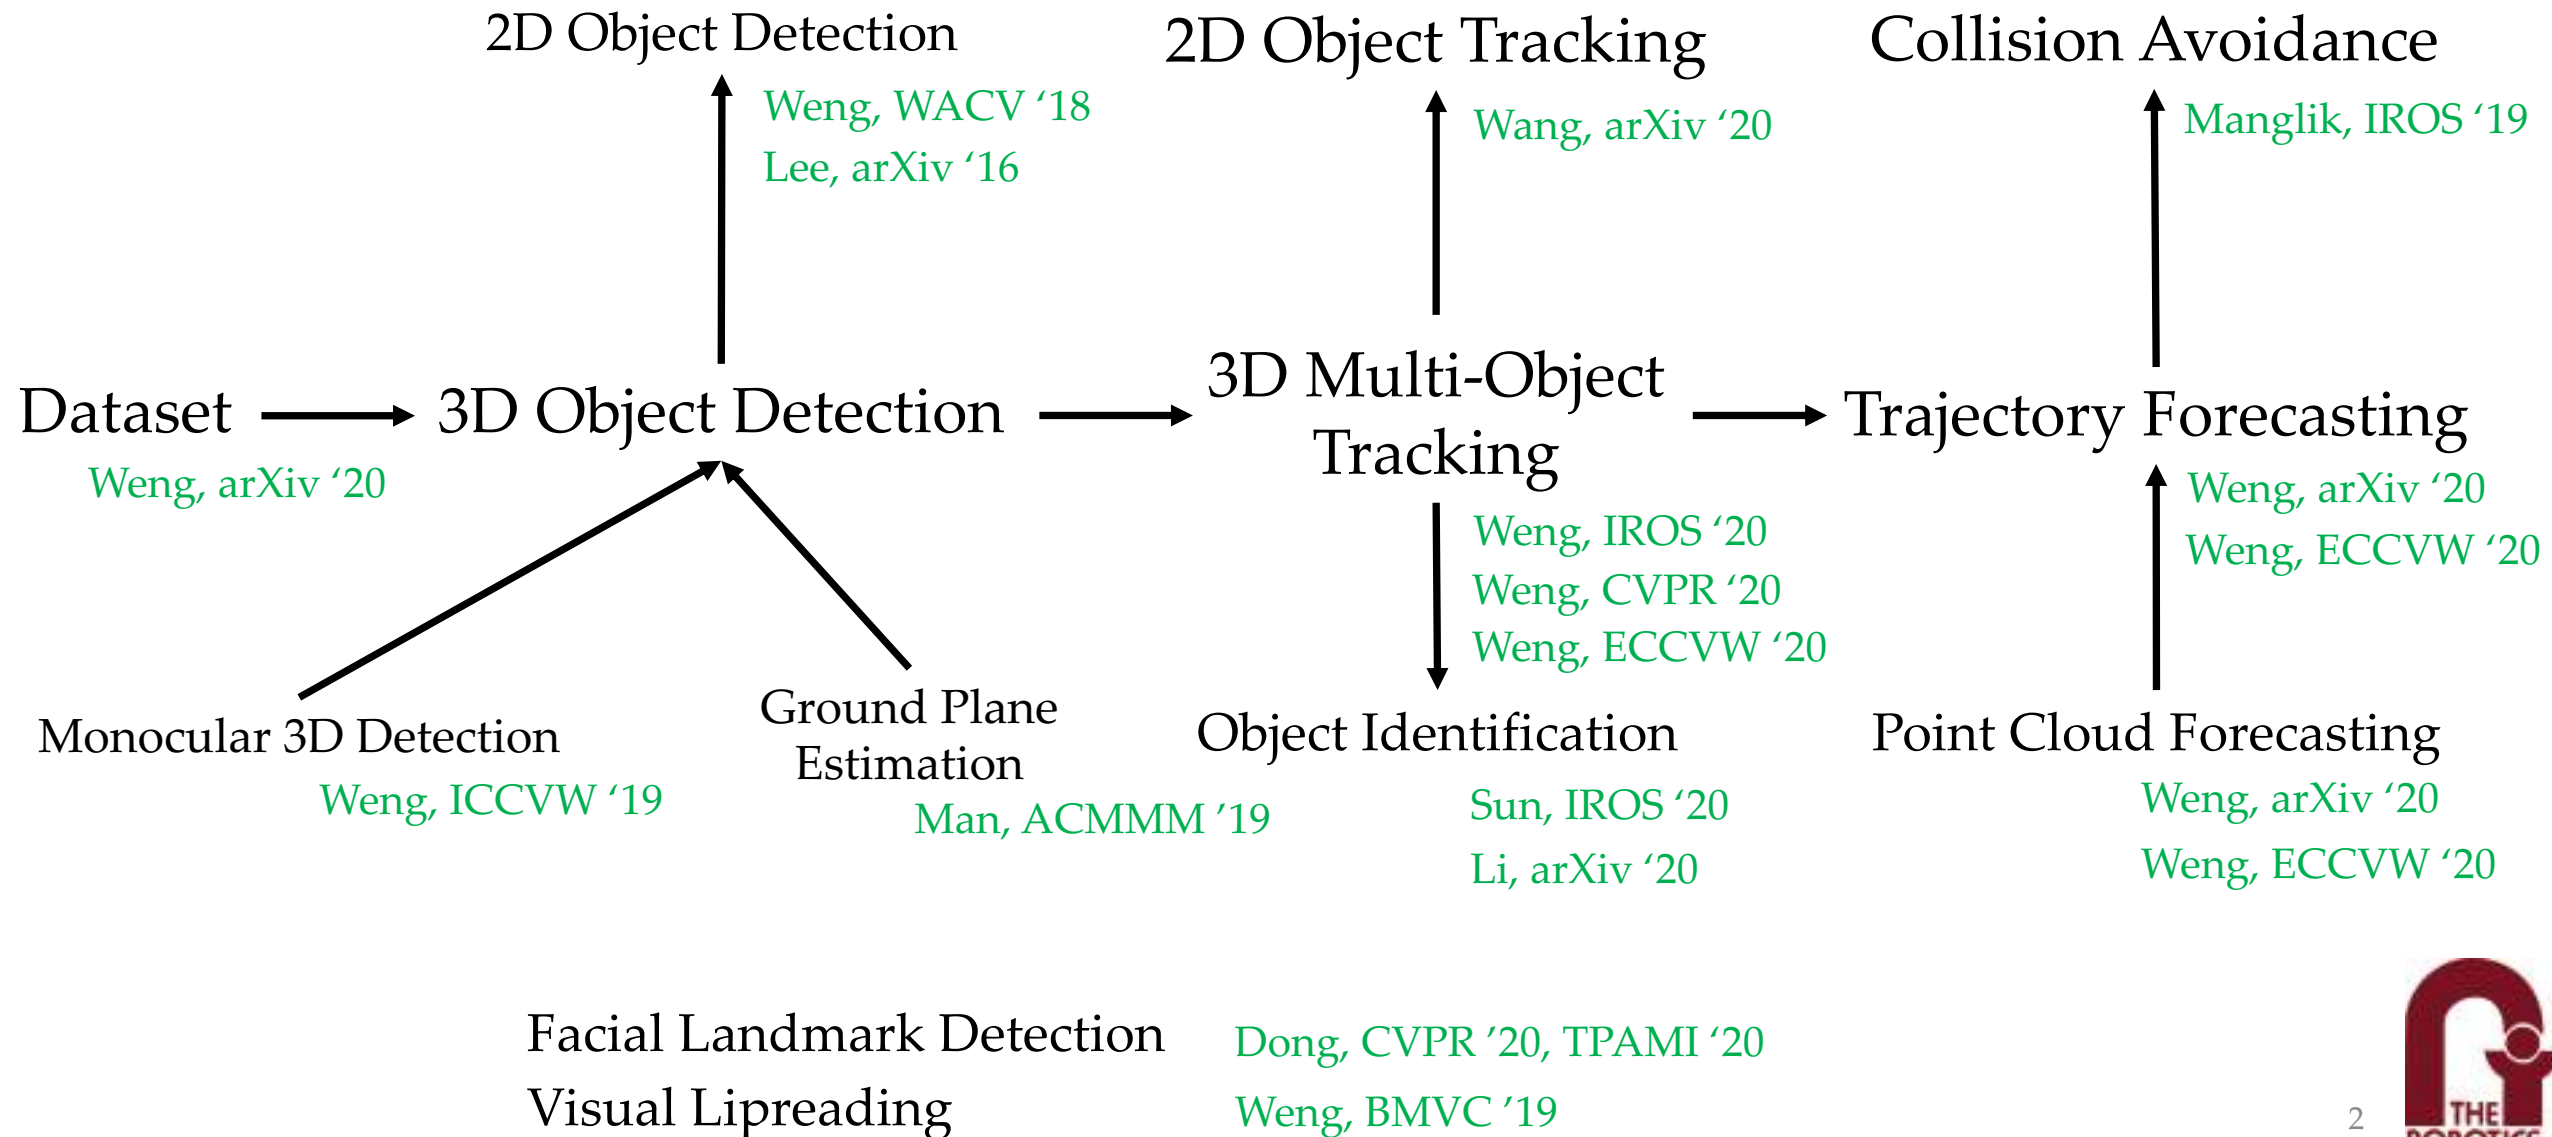 2D Object Detection
Weng, WACV ‘18
Lee, arXiv ‘16
2D Object Tracking
Wang, arXiv ‘20
Collision Avoidance
Manglik, IROS ‘19
Dataset
Weng, arXiv ‘20
3D Object Detection
3D Multi-Object
Tracking
Weng, IROS ‘20
Weng, CVPR ‘20
Weng, ECCVW ‘20
Trajectory Forecasting
Weng, arXiv ‘20
Weng, ECCVW ‘20
Monocular 3D Detection
Weng, ICCVW ‘19
Ground Plane
Estimation
Man, ACMMM ’19
Object Identification
Sun, IROS ‘20
Li, arXiv ‘20
Point Cloud Forecasting
Weng, arXiv ‘20
Weng, ECCVW ‘20
Facial Landmark Detection
Dong, CVPR ’20, TPAMI ‘20
Visual Lipreading
Weng, BMVC ’19
2
THE